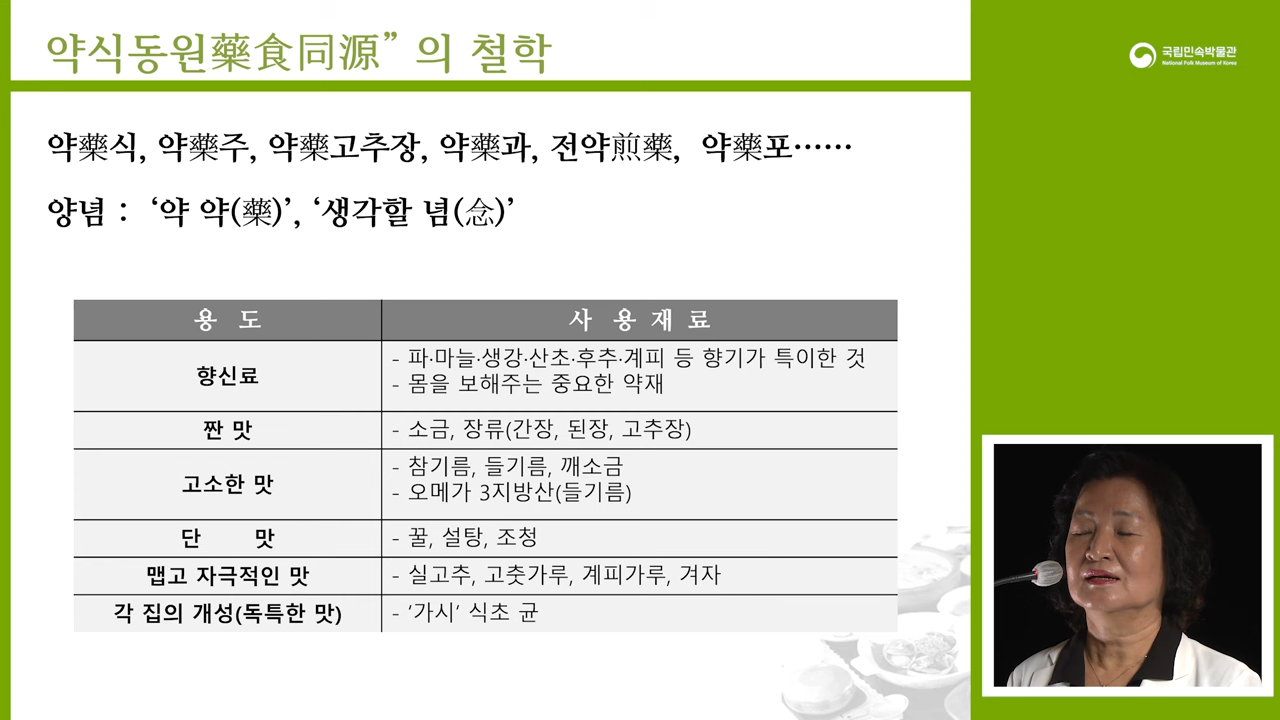 약식동원藥食同源” 의 철학
국립민속박물관
National Folk Museum of Korea
약藥식, 약藥주, 약藥고추장, 약藥과, 전약煎藥, 약藥포……
양념 : ‘약 약(藥)’, ‘생각할 념(念)’
용 도 사 용 재 료
향신료
- 파·마늘·생강·산초·후추·계피 등 향기가 특이한 것
- 몸을 보해주는 중요한 약재
짠 맛 - 소금, 장류(간장, 된장, 고추장)
고소한 맛
- 참기름, 들기름, 깨소금
- 오메가 3지방산(들기름)
단 맛 - 꿀, 설탕, 조청
맵고 자극적인 맛 - 실고추, 고춧가루, 계피가루, 겨자
각 집의 개성(독특한 맛) - ‘가시’ 식초 균